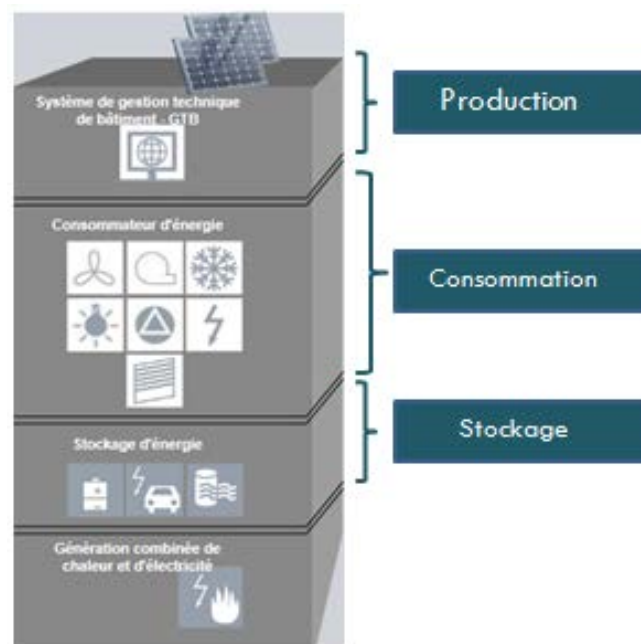 Système de gestion technique
de bâtiment - GTB
Production
Consommateur d'énergie
Consommation
Stockage d'énergie
Stockage
Génération combinée de
chaleur et d'électricité